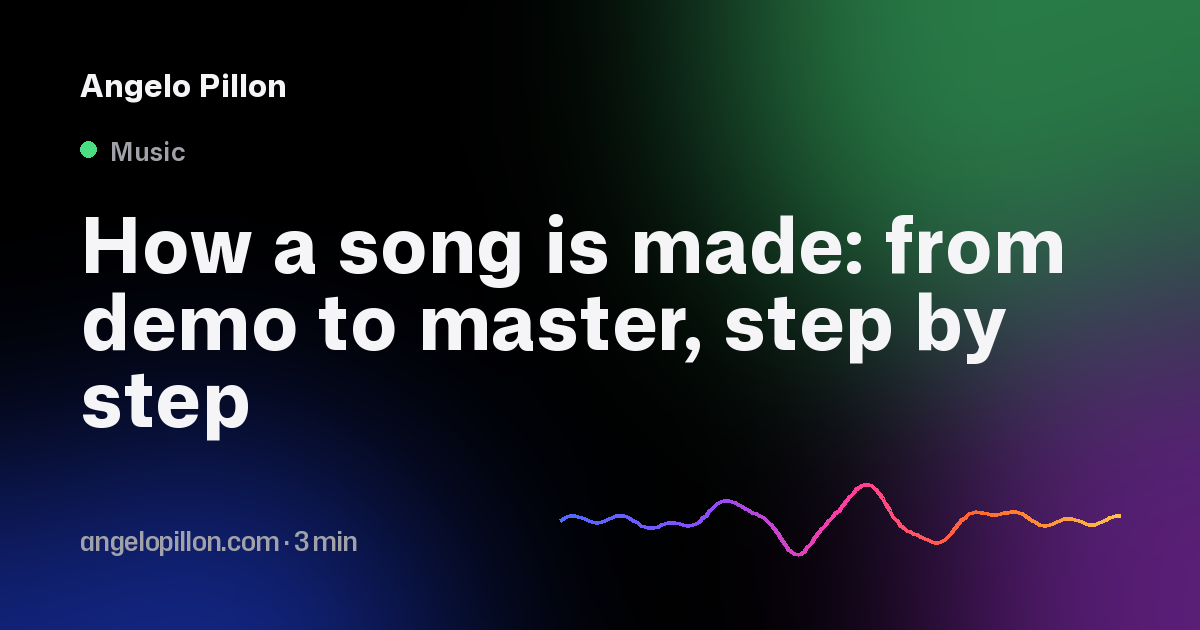 Angelo Pillon
Music
How a song is made: from
demo to master, step by
step
angelopillon.com · 3 min